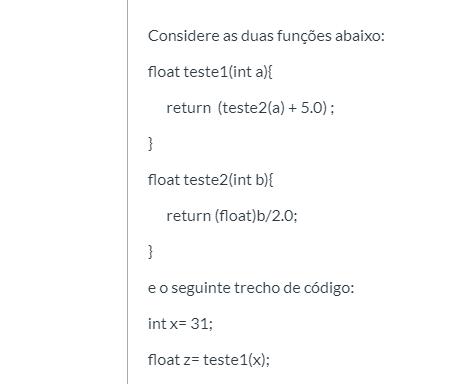 Considere as duas funções abaixo:
float teste1(int a){
return (teste2(a) + 5.0) ;
}
float teste2(int b){
return (float)b/2.0;
}
e o seguinte trecho de código:
int x= 31;
float z= teste1(x);